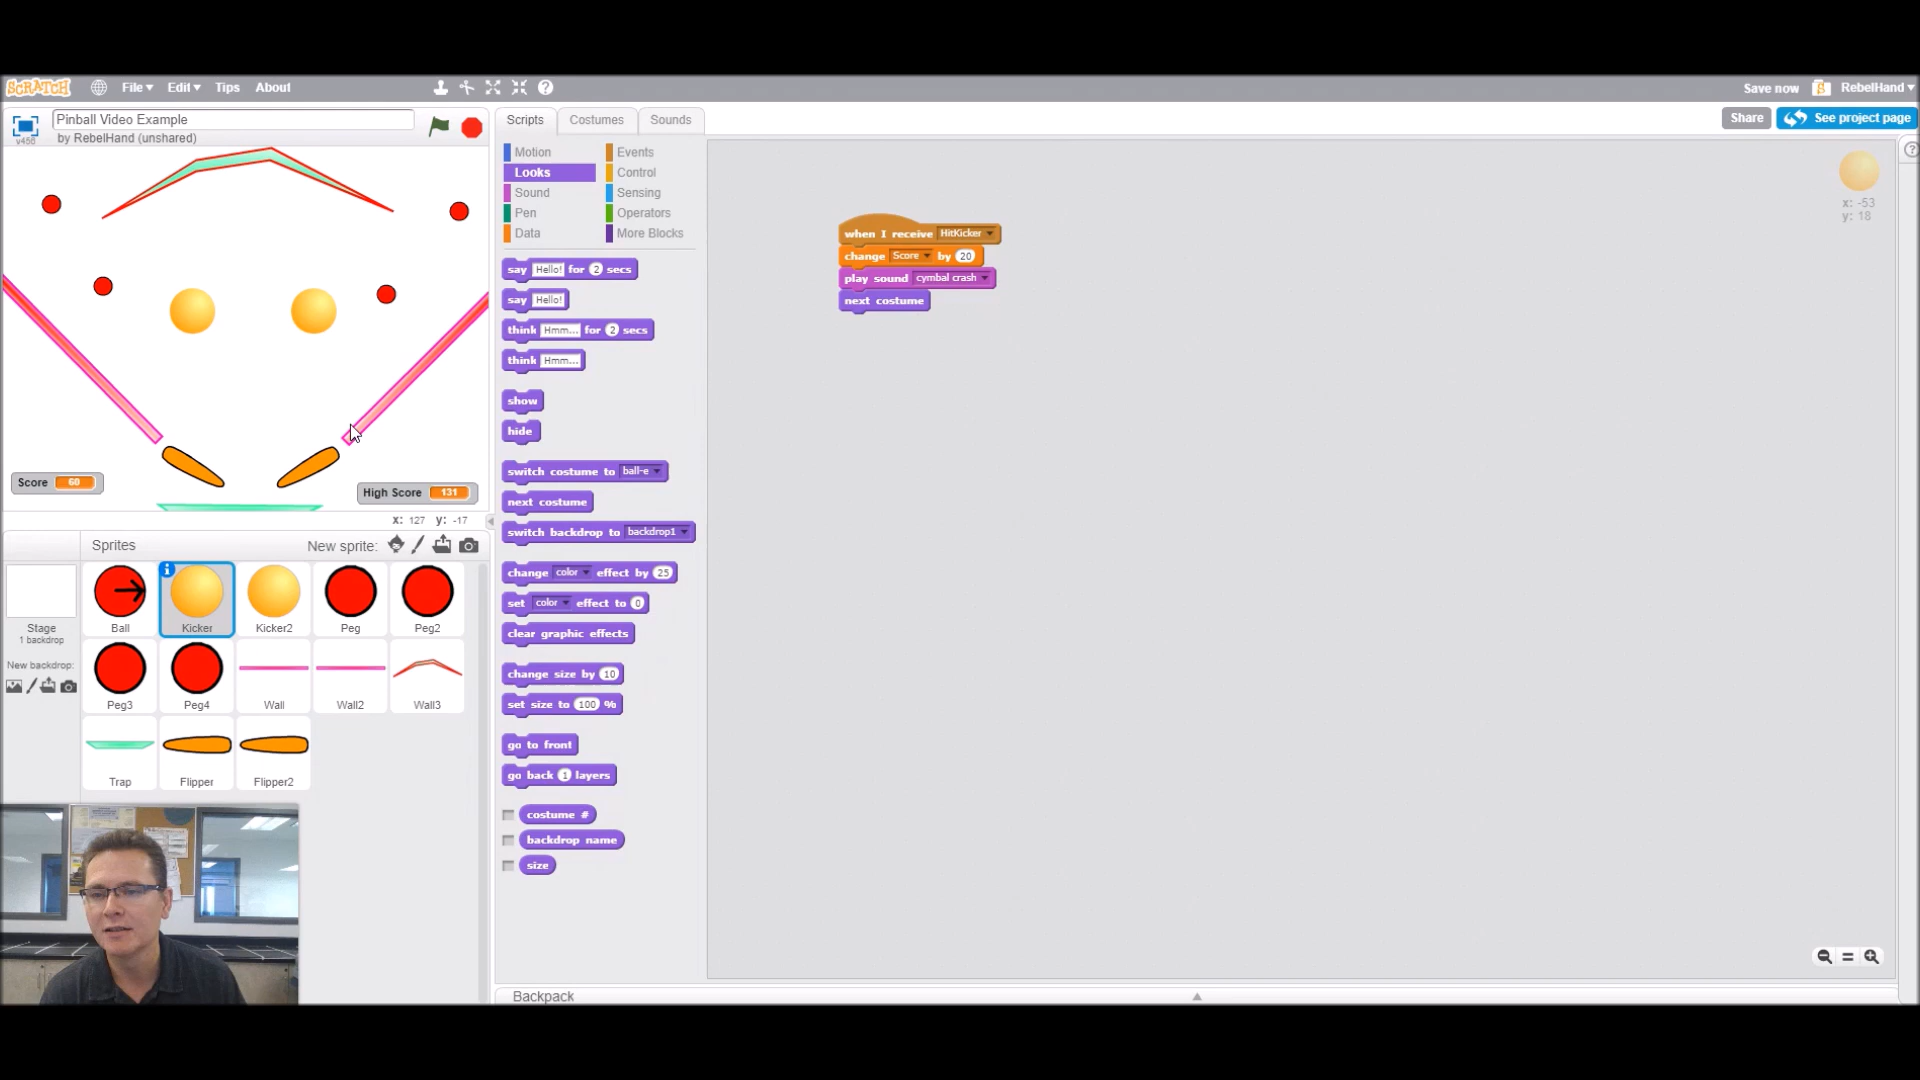 SCRATCH File Edit Tips About Save now RebelHand
Pinball Video Example
by RebelHand (unshared)
v456
Scripts Costumes Sounds
Share See project page
Motion Events
Looks Control
Sound Sensing
Pen Operators
Data More Blocks
say Hello! for 2 secs
say Hello!
think Hmm... for 2 secs
think Hmm...
show
hide
switch costume to ball-e
next costume
switch backdrop to backdrop1
change color effect by 25
set color effect to 0
clear graphic effects
change size by 10
set size to 100 %
go to front
go back 1 layers
costume #
backdrop name
size
when I receive HitKicker
change Score by 20
play sound cymbal crash
next costume
x: -53
y: 18
Score 60
High Score 131
x: 127 y: -17
Sprites New sprite:
Stage
1 backdrop
New backdrop:
Ball Kicker Kicker2 Peg Peg2
Peg3 Peg4 Wall Wall2 Wall3
Trap Flipper Flipper2
Backpack